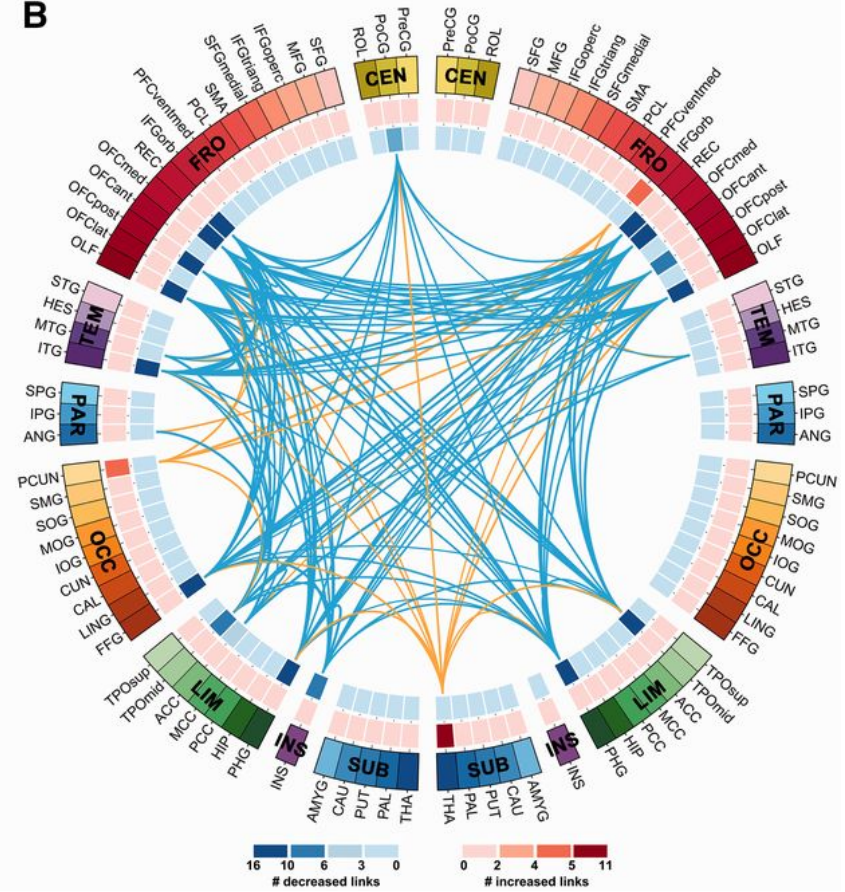 B
ROL
PoCG
PreCG
CEN
PreCG
PoCG
ROL
CEN
SFG
MFG
IFGoperc
IFGtriang
SFGmedial
SMA
PCL
PFCventmed
IFGorb
REC
OFCmed
OFCant
OFCpost
OFClat
OLF
FRO
SFG
MFG
IFGoperc
IFGtriang
SFGmedial
SMA
PCL
PFCventmed
IFGorb
REC
OFCmed
OFCant
OFCpost
OFClat
OLF
FRO
STG
HES
MTG
ITG
TEM
STG
HES
MTG
ITG
TEM
SPG
IPG
ANG
PAR
SPG
IPG
ANG
PAR
PCUN
SMG
SOG
MOG
IOG
CUN
CAL
LING
FFG
OCC
PCUN
SMG
SOG
MOG
IOG
CUN
CAL
LING
FFG
OCC
TPOsup
TPOmid
ACC
MCC
PCC
HIP
PHG
LIM
TPOsup
TPOmid
ACC
MCC
PCC
HIP
PHG
LIM
INS
INS
INS
INS
AMYG
CAU
PUT
PAL
THA
SUB
THA
PAL
PUT
CAU
AMYG
SUB
16 10 6 3 0
# decreased links
0 2 4 5 11
# increased links